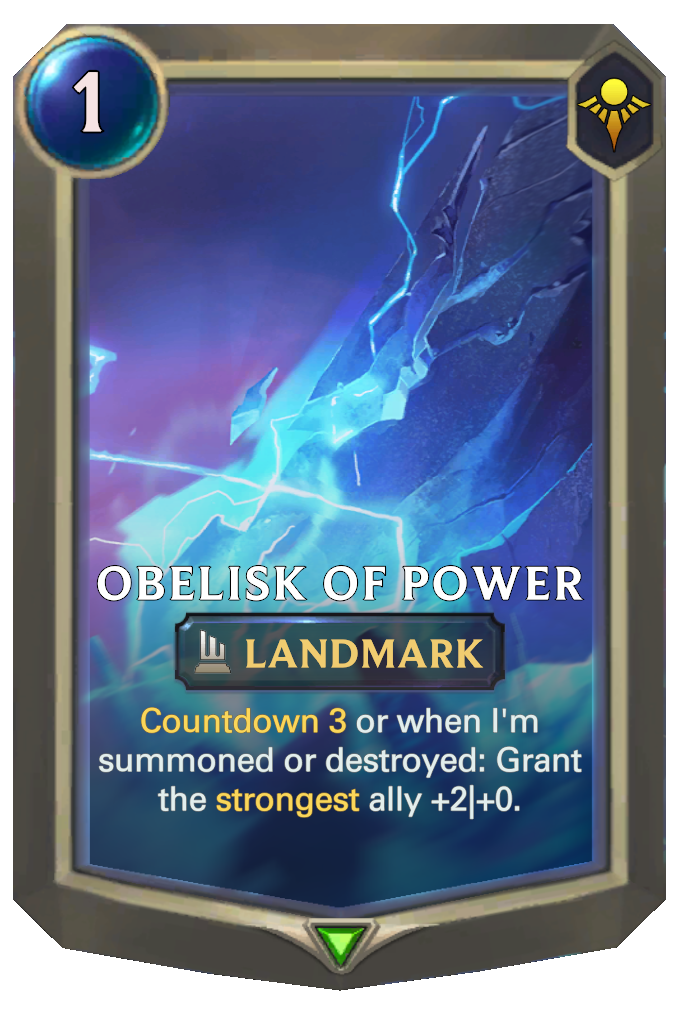 1
OBELISK OF POWER
LANDMARK
Countdown 3 or when I'm
summoned or destroyed: Grant
the strongest ally +2|+0.